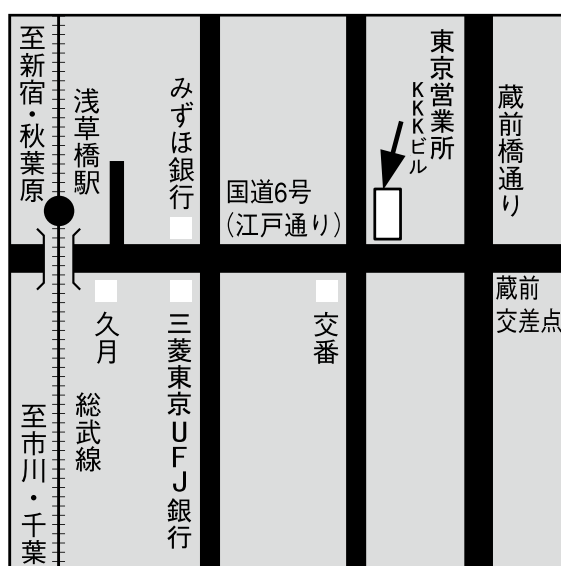 至新宿・秋葉原
浅草橋駅
みずほ銀行
国道6号
(江戸通り)
東京営業所
KKKビル
蔵前橋通り
蔵前
交差点
久月
三菱東京UFJ銀行
交番
総武線
至市川・千葉